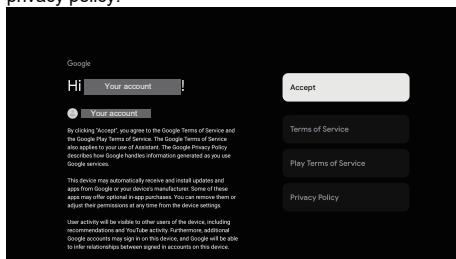 privacy policy.
Google
Hi Your account !
Your account
By clicking "Accept", you agree to the Google Terms of Service and
the Google Play Terms of Service. The Google Terms of Service
also applies to your use of Assistant. The Google Privacy Policy
describes how Google handles information generated as you use
Google services.
This device may automatically receive and install updates and
apps from Google or your device's manufacturer. Some of these
apps may offer optional in-app purchases. You can remove them or
adjust their permissions at any time from the device settings.
User activity will be visible to other users of the device, including
recommendations and YouTube activity. Furthermore, additional
Google accounts may sign in on this device, and Google will be able
to infer relationships between signed in accounts on this device.
Accept
Terms of Service
Play Terms of Service
Privacy Policy